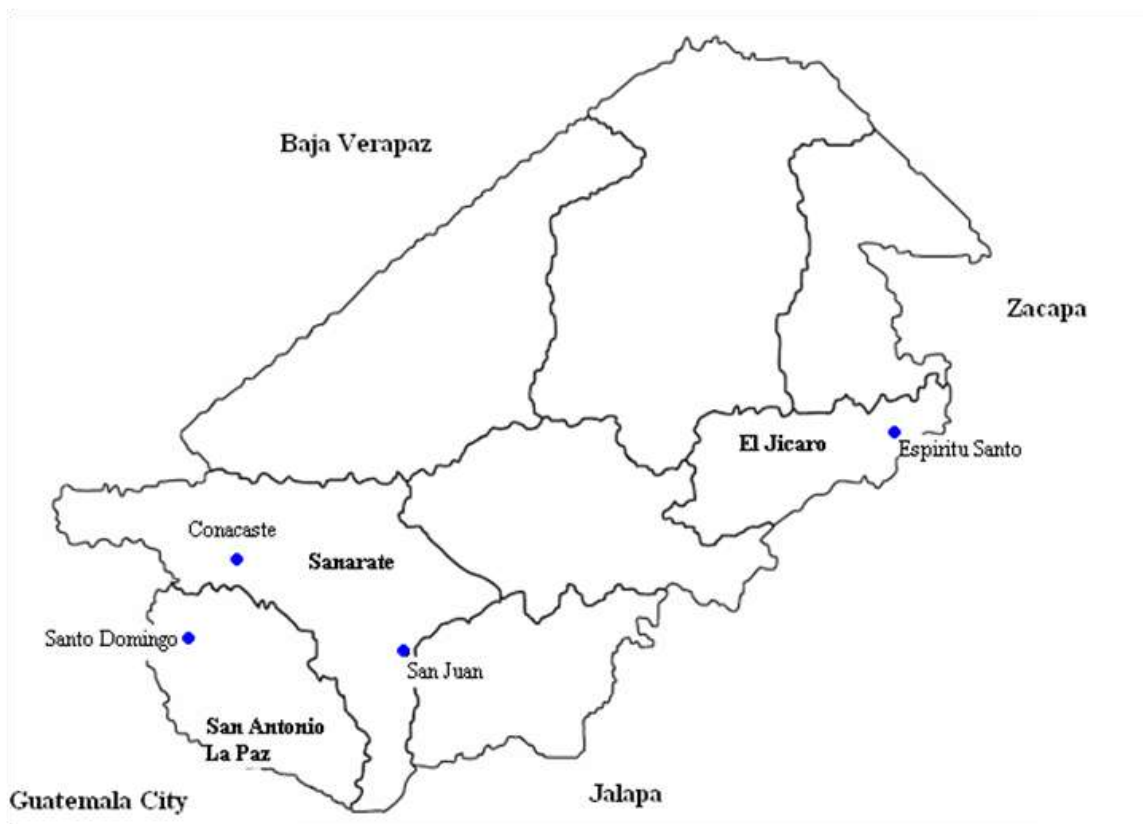 Baja Verapaz
Zacapa
El Jicaro
Espiritu Santo
Conacaste
Sanarate
Santo Domingo
San Juan
San Antonio
La Paz
Guatemala City
Jalapa